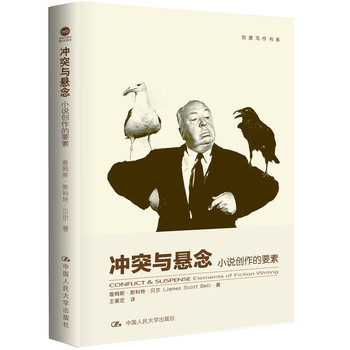 冲突与悬念
小说创作的要素
詹姆斯·斯科特·贝尔 著
中国人民大学出版社
创意写作书系
冲突与悬念 小说创作的要素
CONFLICT & SUSPENSE Elements of Fiction Writing
詹姆斯·斯科特·贝尔 (James Scott Bell) 著
王著定 译
中国人民大学出版社